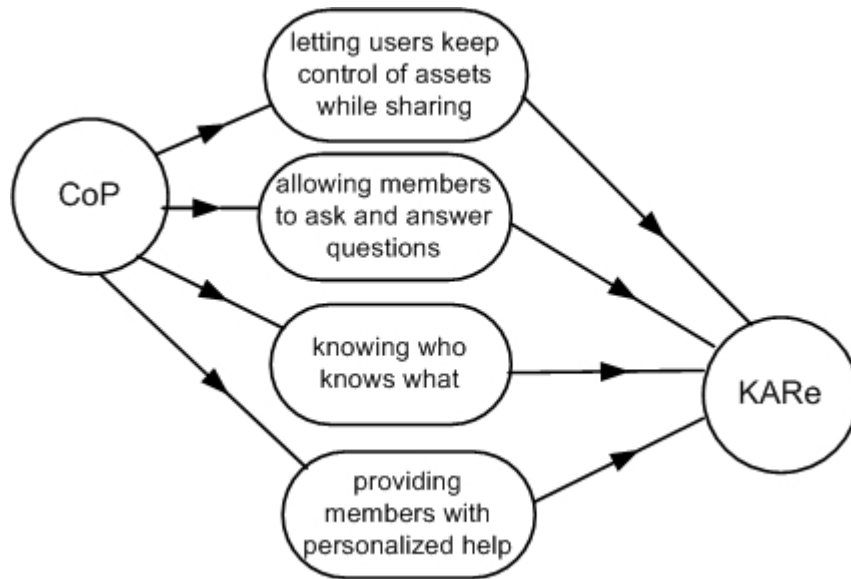 letting users keep
control of assets
while sharing
CoP
allowing members
to ask and answer
questions
knowing who
knows what
KARe
providing
members with
personalized help